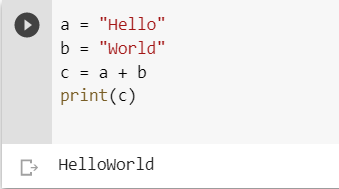 a = "Hello"
b = "World"
c = a + b
print(c)
HelloWorld